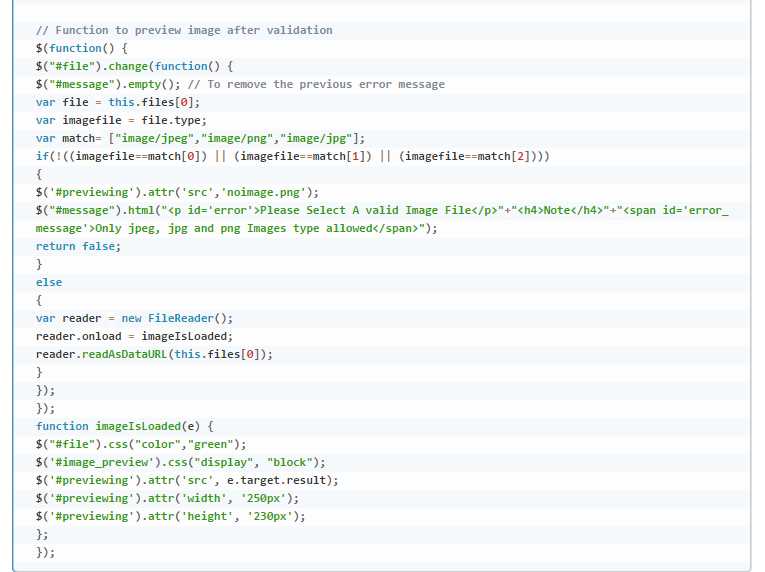 // Function to preview image after validation
$(function() {
$("#file").change(function() {
$("#message").empty(); // To remove the previous error message
var file = this.files[0];
var imagefile = file.type;
var match= ["image/jpeg","image/png","image/jpg"];
if(!((imagefile==match[0]) || (imagefile==match[1]) || (imagefile==match[2])))
{
$('#previewing').attr('src','noimage.png');
$("#message").html("<p id='error'>Please Select A valid Image File</p>"+"<h4>Note</h4>"+"<span id='error_
message'>Only jpeg, jpg and png Images type allowed</span>");
return false;
}
else
{
var reader = new FileReader();
reader.onload = imageIsLoaded;
reader.readAsDataURL(this.files[0]);
}
});
});
function imageIsLoaded(e) {
$("#file").css("color","green");
$('#image_preview').css("display", "block");
$('#previewing').attr('src', e.target.result);
$('#previewing').attr('width', '250px');
$('#previewing').attr('height', '230px');
};
});